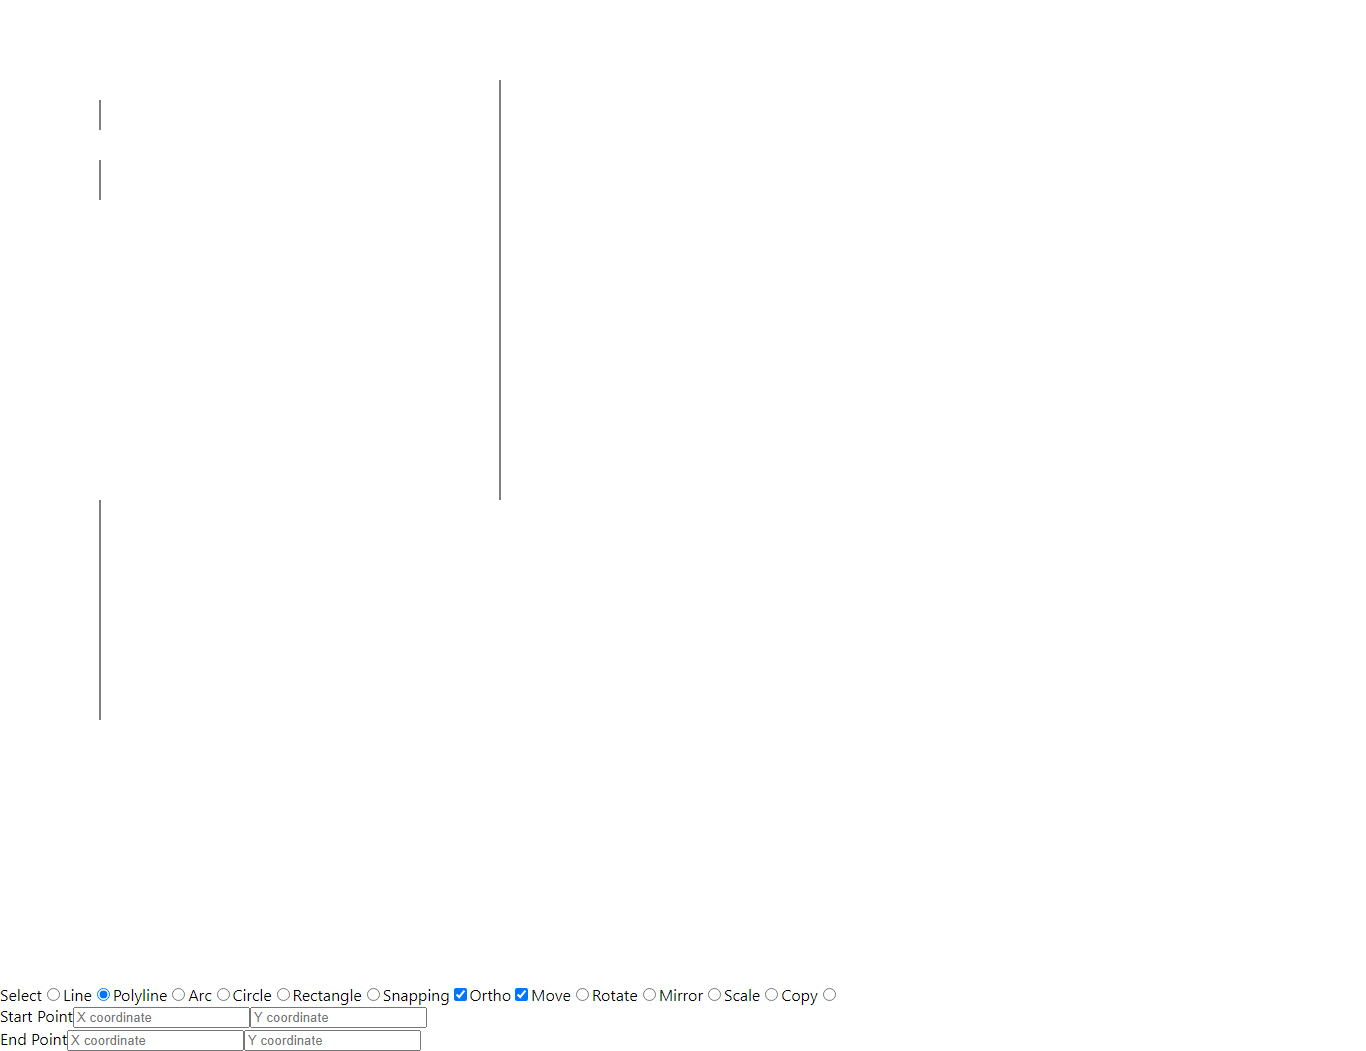 Select Line Polyline Arc Circle Rectangle Snapping Ortho Move Rotate Mirror Scale Copy
Start Point X coordinate Y coordinate
End Point X coordinate Y coordinate